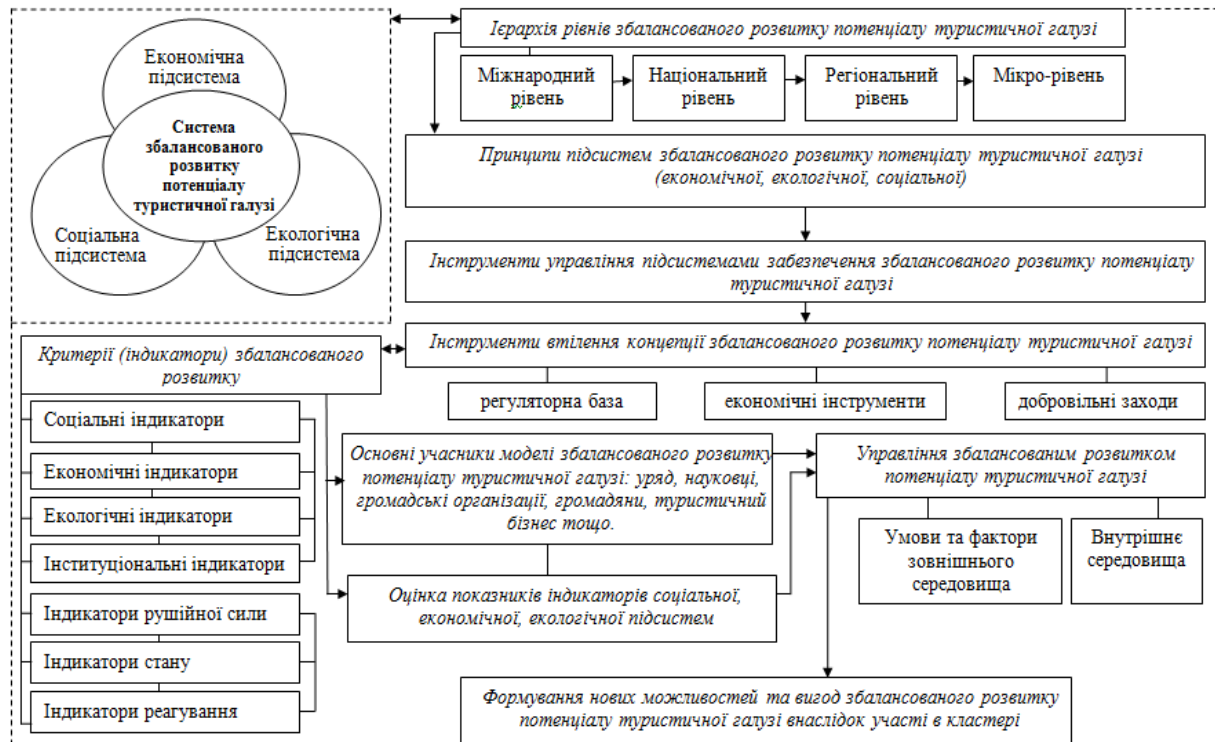 Економічна
підсистема
Система
збалансованого
розвитку
потенціалу
туристичної галузі
Соціальна
підсистема
Екологічна
підсистема
Ієрархія рівнів збалансованого розвитку потенціалу туристичної галузі
Міжнародний
рівень
Національний
рівень
Регіональний
рівень
Мікро-рівень
Принципи підсистем збалансованого розвитку потенціалу туристичної галузі
(економічної, екологічної, соціальної)
Інструменти управління підсистемами забезпечення збалансованого розвитку потенціалу
туристичної галузі
Інструменти втілення концепції збалансованого розвитку потенціалу туристичної галузі
регуляторна база
економічні інструменти
добровільні заходи
Критерії (індикатори) збалансованого
розвитку
Соціальні індикатори
Економічні індикатори
Екологічні індикатори
Інституціональні індикатори
Індикатори рушійної сили
Індикатори стану
Індикатори реагування
Основні учасники моделі збалансованого розвитку
потенціалу туристичної галузі: уряд, науковці,
громадські організації, громадяни, туристичний
бізнес тощо.
Оцінка показників індикаторів соціальної,
економічної, екологічної підсистем
Управління збалансованим розвитком
потенціалу туристичної галузі
Умови та фактори
зовнішнього
середовища
Внутрішнє
середовища
Формування нових можливостей та вигод збалансованого розвитку
потенціалу туристичної галузі внаслідок участі в кластері